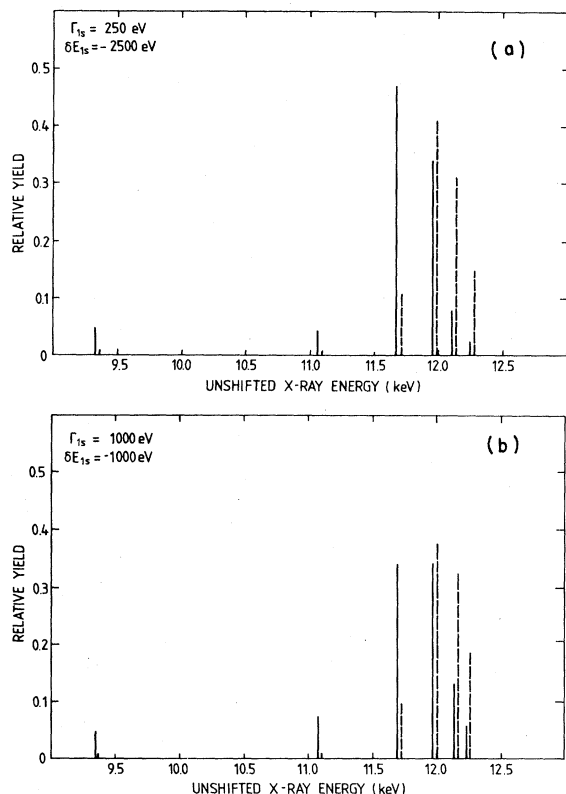 Γ1s = 250 eV
δE1s = - 2500 eV
(a)
0.5
0.4
0.3
0.2
0.1
0
RELATIVE YIELD
9.5 10.0 10.5 11.0 11.5 12.0 12.5
UNSHIFTED X-RAY ENERGY (keV)
Γ1s = 1000 eV
δE1s = -1000 eV
(b)
0.5
0.4
0.3
0.2
0.1
0
RELATIVE YIELD
9.5 10.0 10.5 11.0 11.5 12.0 12.5
UNSHIFTED X-RAY ENERGY (keV)